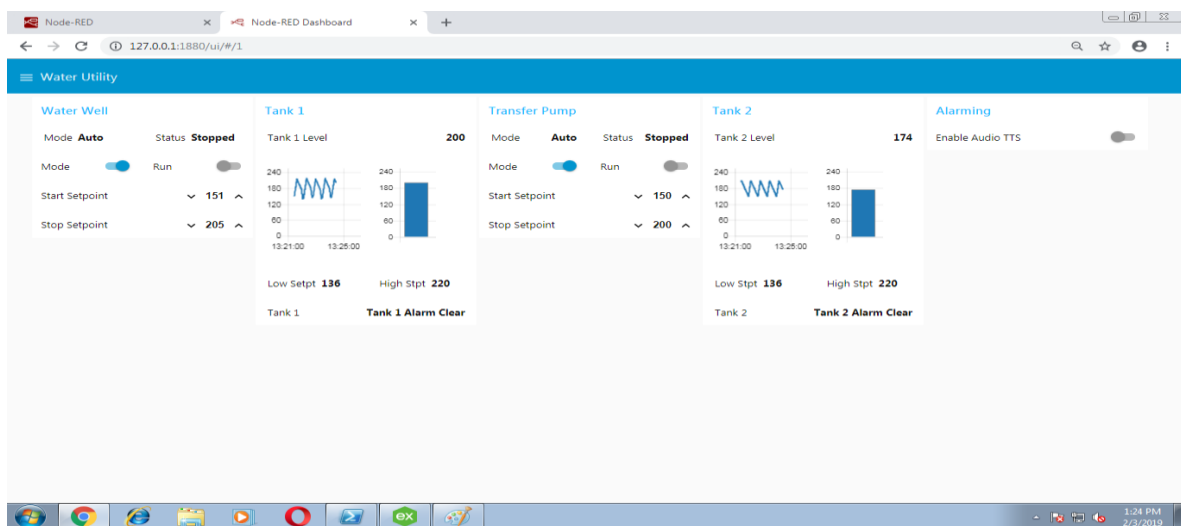 Node-RED
Node-RED Dashboard
127.0.0.1:1880/ui/#/1
Water Utility
Water Well
Mode Auto Status Stopped
Mode Run
Start Setpoint 151
Stop Setpoint 205
Tank 1
Tank 1 Level 200
240
180
120
60
0
13:21:00 13:25:00
240
180
120
60
0
Low Setpt 136 High Stpt 220
Tank 1 Tank 1 Alarm Clear
Transfer Pump
Mode Auto Status Stopped
Mode Run
Start Setpoint 150
Stop Setpoint 200
Tank 2
Tank 2 Level 174
240
180
120
60
0
13:21:00 13:25:00
240
180
120
60
0
Low Stpt 136 High Stpt 220
Tank 2 Tank 2 Alarm Clear
Alarming
Enable Audio TTS
ex
1:24 PM
2/3/2019